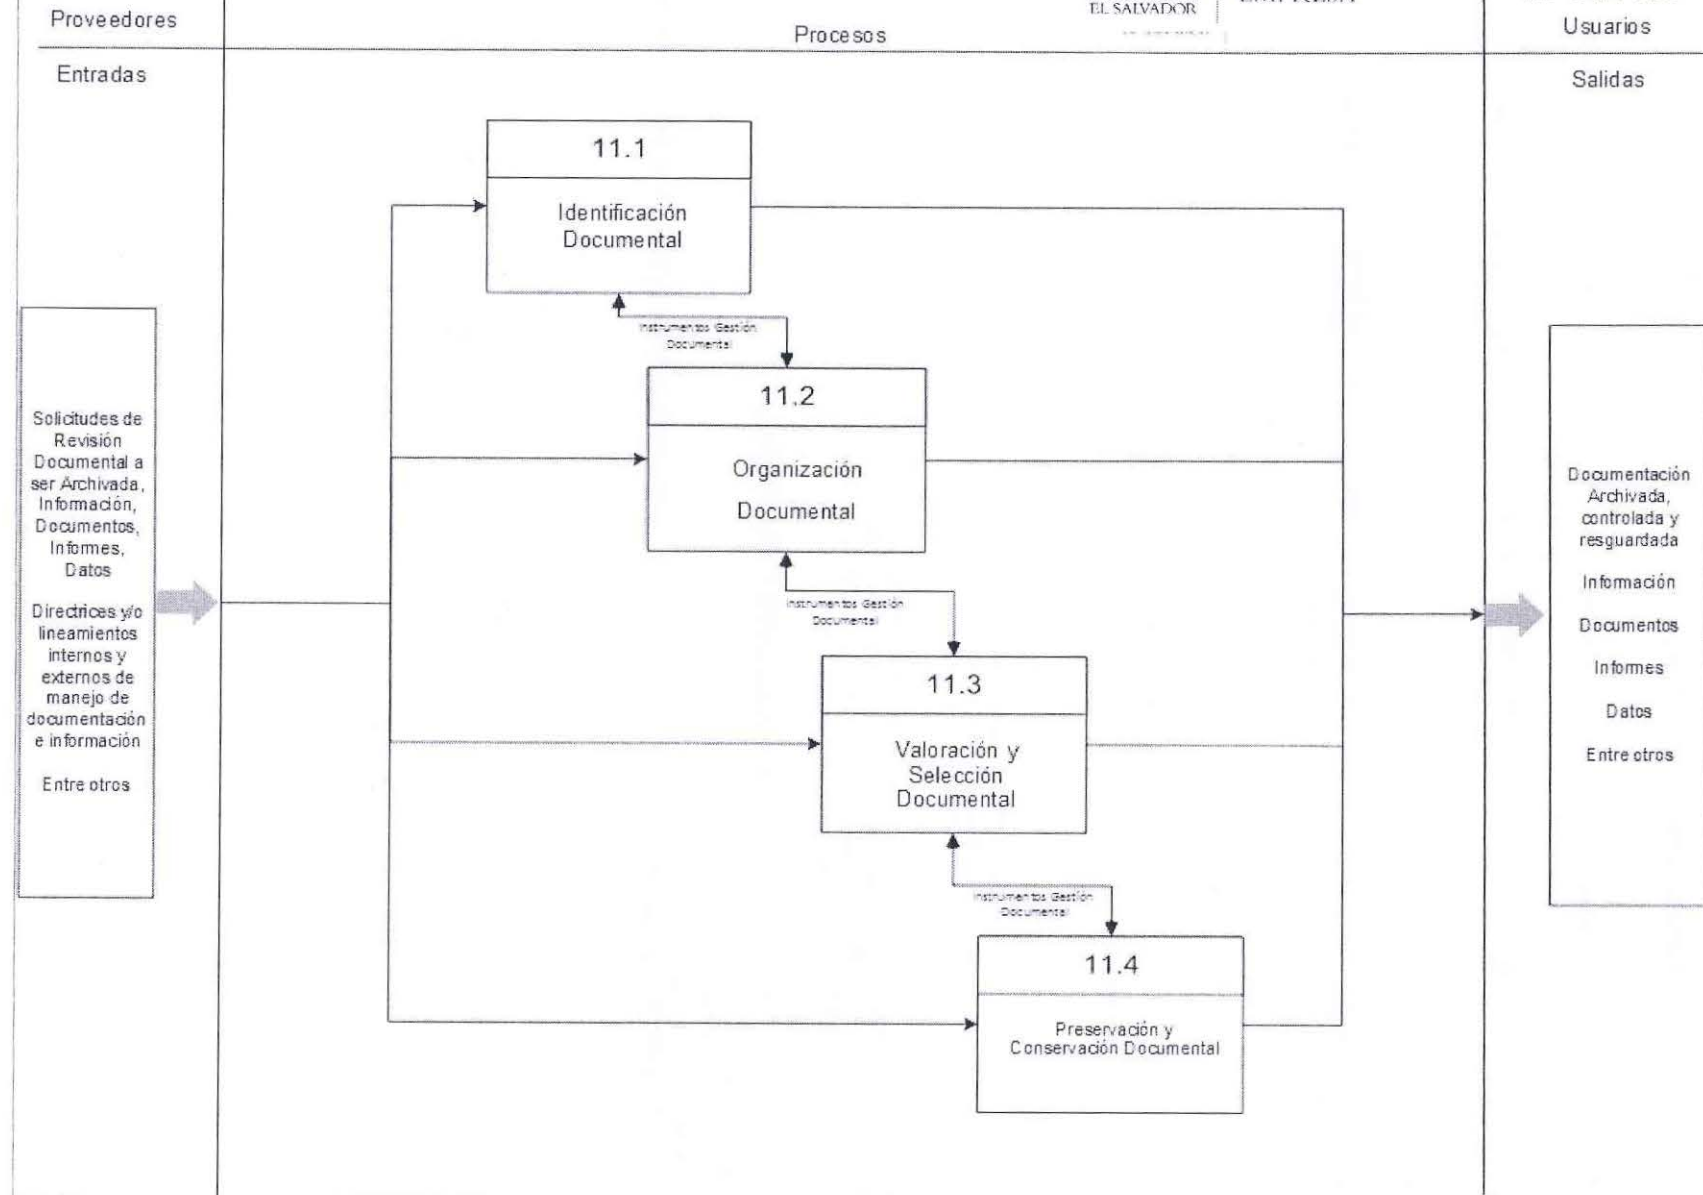 Proveedores
Procesos
EL SALVADOR
Usuarios
Entradas
Salidas
11.1
Identificación
Documental
Instrumentos Gestión
Documental
11.2
Organización
Documental
Instrumentos Gestión
Documental
11.3
Valoración y
Selección
Documental
Instrumentos Gestión
Documental
11.4
Preservación y
Conservación Documental
Solicitudes de
Revisión
Documental a
ser Archivada,
Información,
Documentos,
Informes,
Datos
Directrices y/o
lineamientos
internos y
externos de
manejo de
documentación
e información
Entre otros
Documentación
Archivada,
controlada y
resguardada
Información
Documentos
Informes
Datos
Entre otros